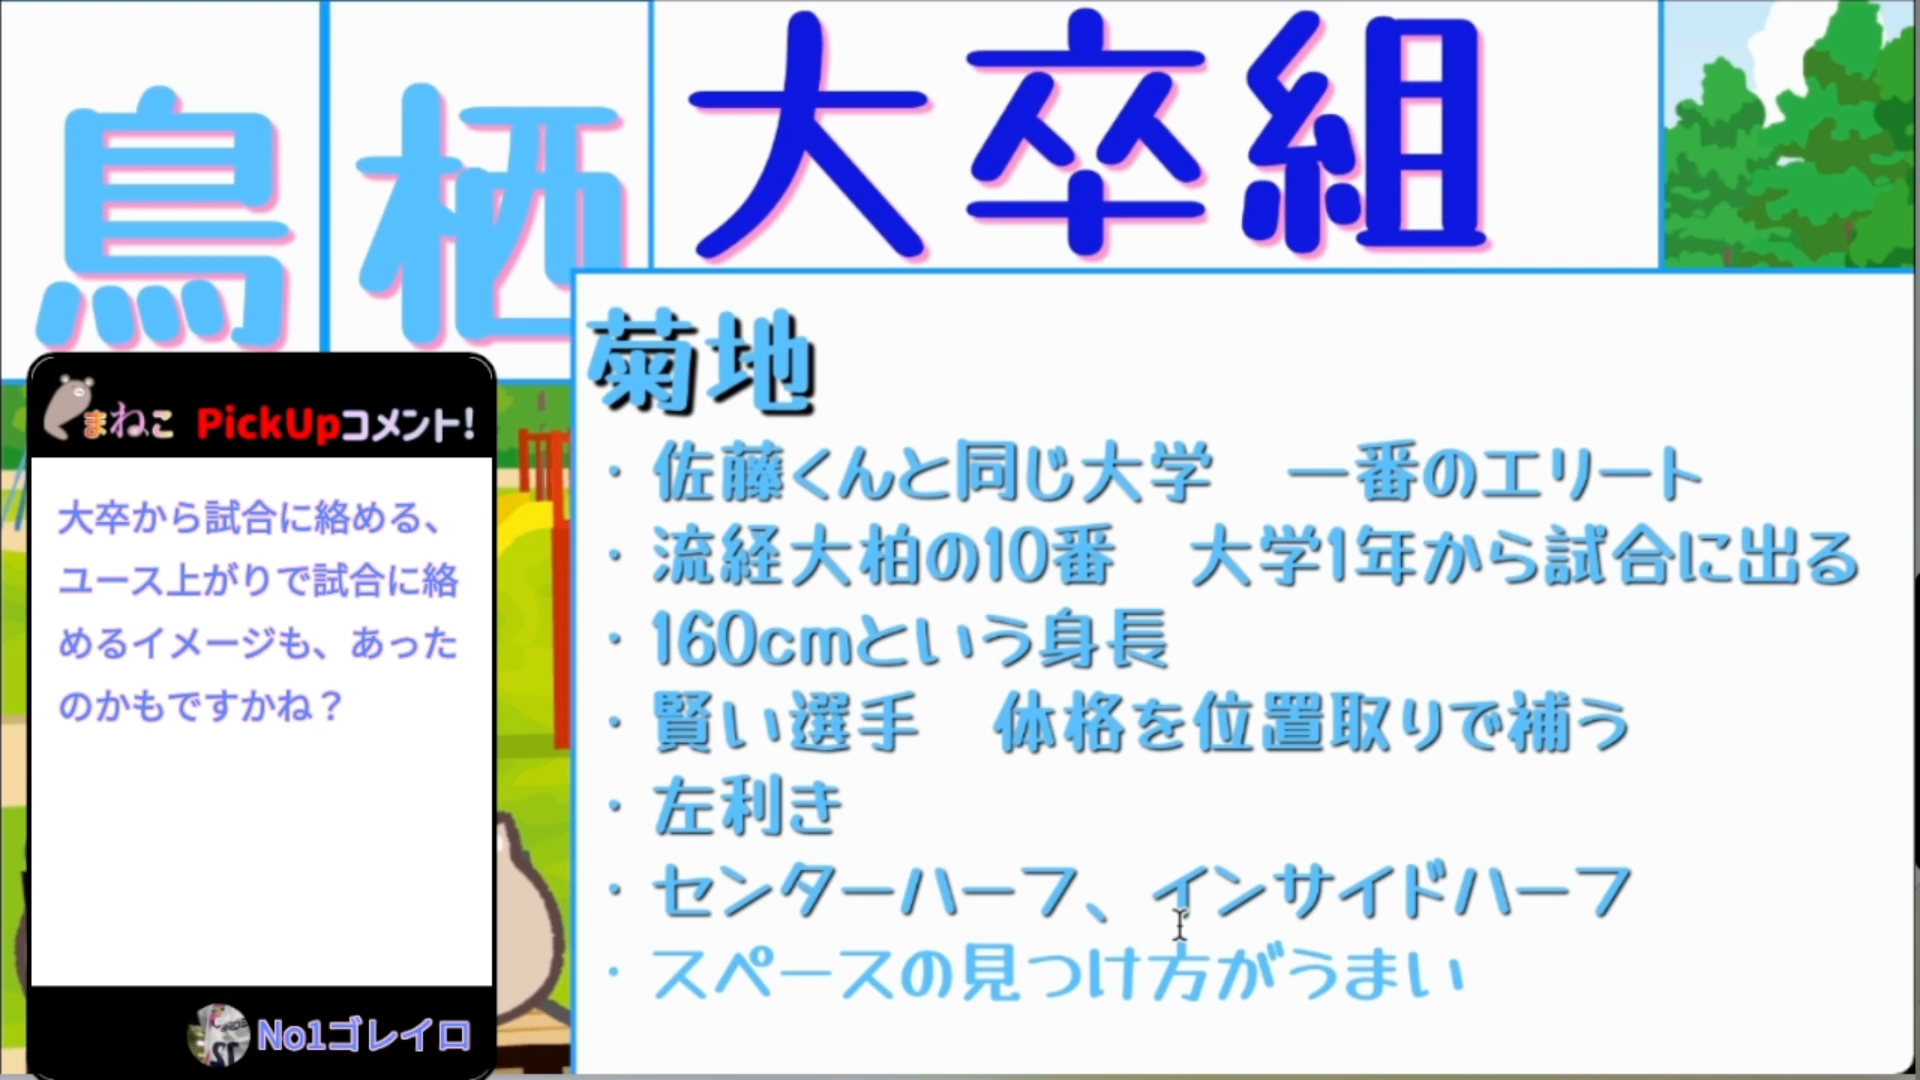 鳥栖
大卒組
菊地
・佐藤くんと同じ大学　一番のエリート
・流経大柏の10番　大学1年から試合に出る
・160cmという身長
・賢い選手　体格を位置取りで補う
・左利き
・センターハーフ、インサイドハーフ
・スペースの見つけ方がうまい
まねこ PickUpコメント!
大卒から試合に絡める、
ユース上がりで試合に絡
めるイメージも、あった
のかもですかね？
No1ゴレイロ